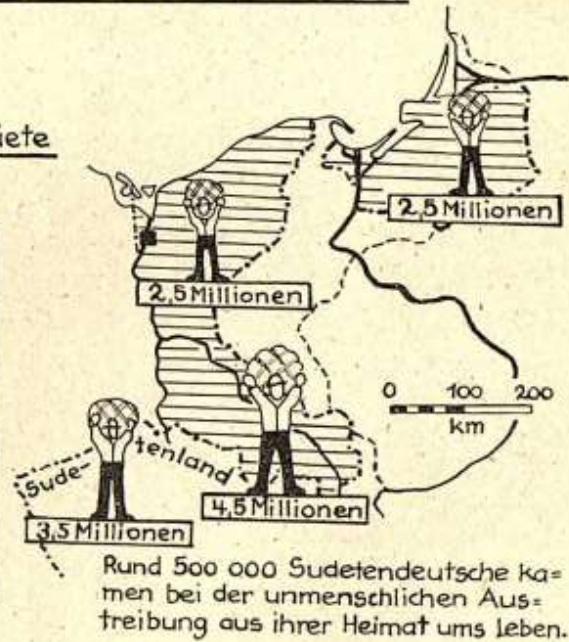 iete
2,5 Millionen
2,5 Millionen
0 100 200
km
Sude-
tenland
4,5 Millionen
3,5 Millionen
Rund 500 000 Sudetendeutsche ka=
men bei der unmenschlichen Aus=
treibung aus ihrer Heimat ums leben.